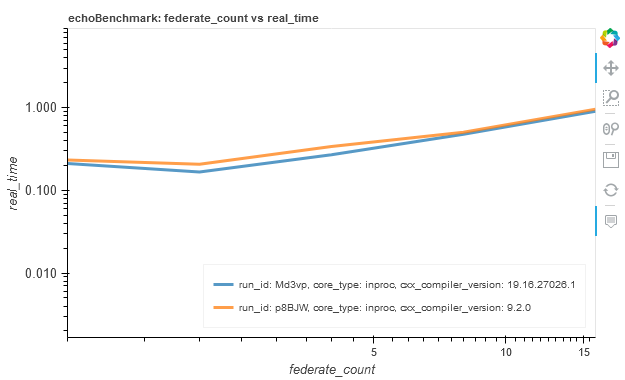 echoBenchmark: federate_count vs real_time
1.000
0.100
0.010
real_time
run_id: Md3vp, core_type: inproc, cxx_compiler_version: 19.16.27026.1
run_id: p8BJW, core_type: inproc, cxx_compiler_version: 9.2.0
5
10
15
federate_count